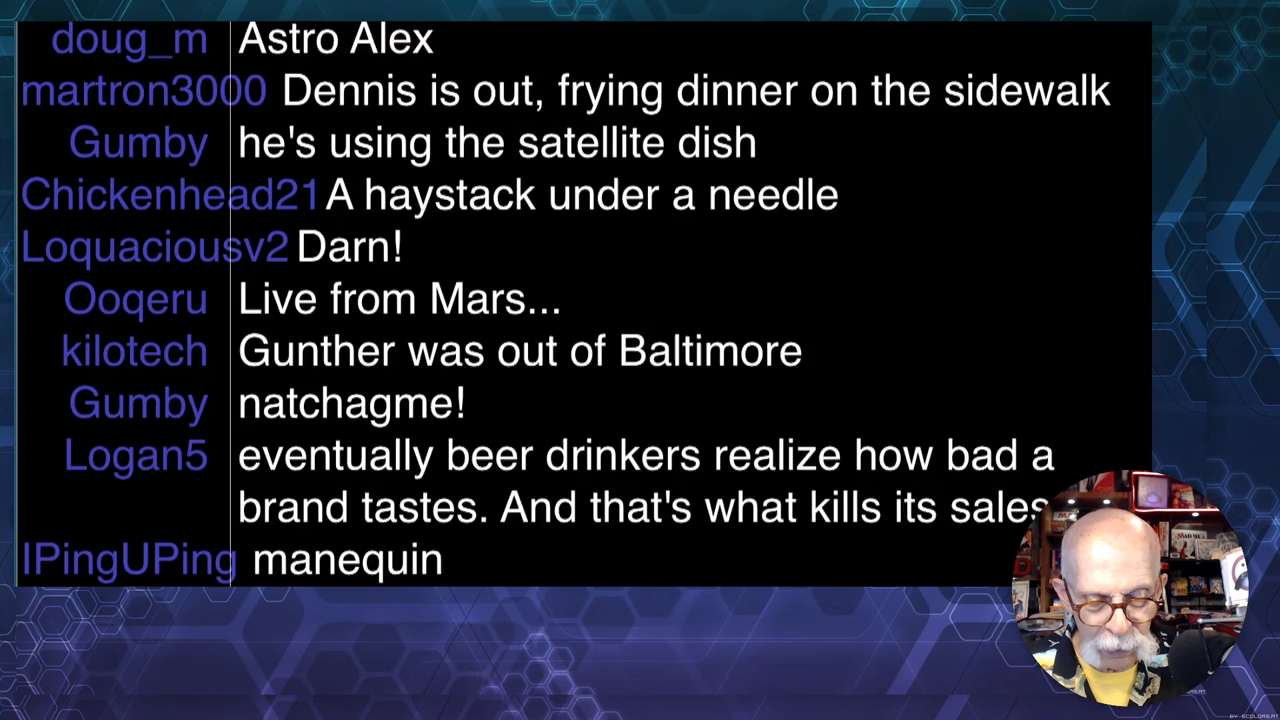 doug_m Astro Alex
martron3000 Dennis is out, frying dinner on the sidewalk
Gumby he's using the satellite dish
Chickenhead21 A haystack under a needle
Loquaciousv2 Darn!
Ooqeru Live from Mars...
kilotech Gunther was out of Baltimore
Gumby natchagme!
Logan5 eventually beer drinkers realize how bad a
brand tastes. And that's what kills its sales
IPingUPing manequin